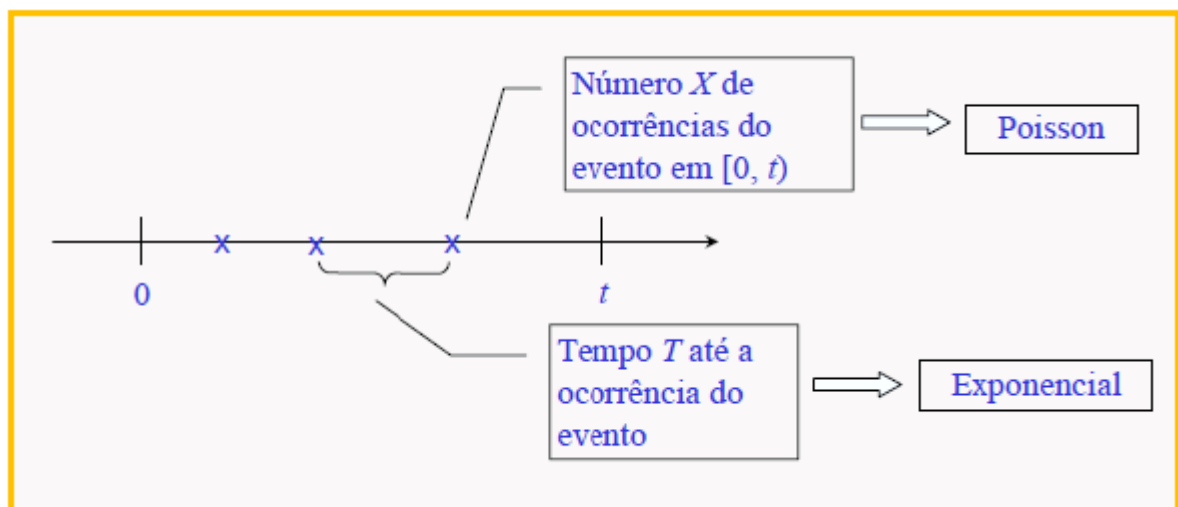 Número X de
ocorrências do
evento em [0, t)
Poisson
x x x
0 t
Tempo T até a
ocorrência do
evento
Exponencial